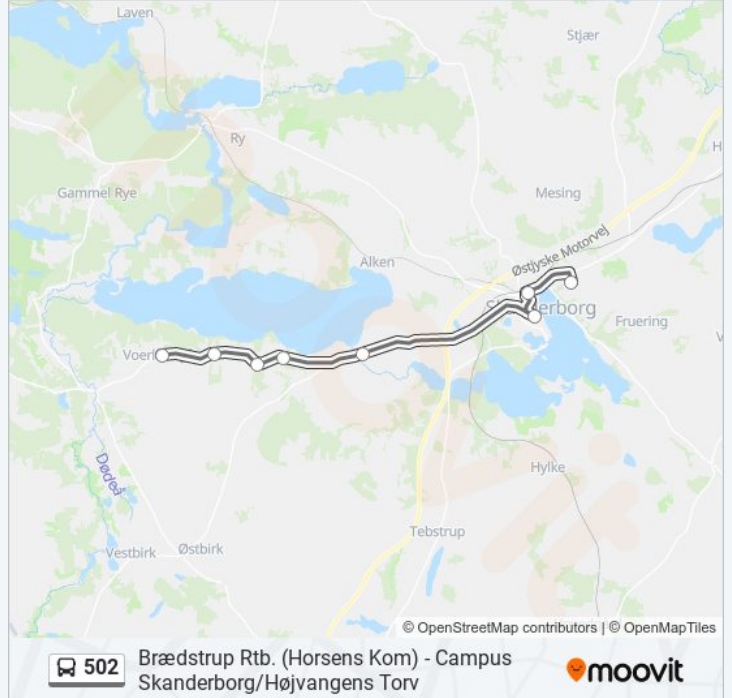 Laven
Stjær
Ry
H
Gammel Rye
Mesing
Østjyske Motorvej
Alken
Fruering
Hylke
Dødeå
Tebstrup
Vestbirk
Østbirk
© OpenStreetMap contributors | © OpenMapTiles
502
Brædstrup Rtb. (Horsens Kom) - Campus
Skanderborg/Højvangens Torv
moovit